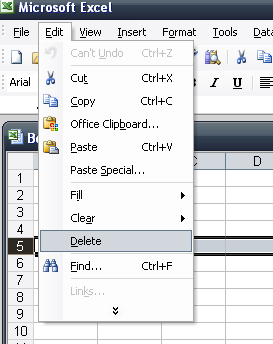 Microsoft Excel
File Edit View Insert Format Tools Data
Arial
Can't Undo Ctrl+Z
Cut Ctrl+X
Copy Ctrl+C
Office Clipboard...
Paste Ctrl+V
Paste Special...
Fill
Clear
Delete
Find... Ctrl+F
Links...
B I U
C D
1
2
3
4
5
6
7
8
9
10